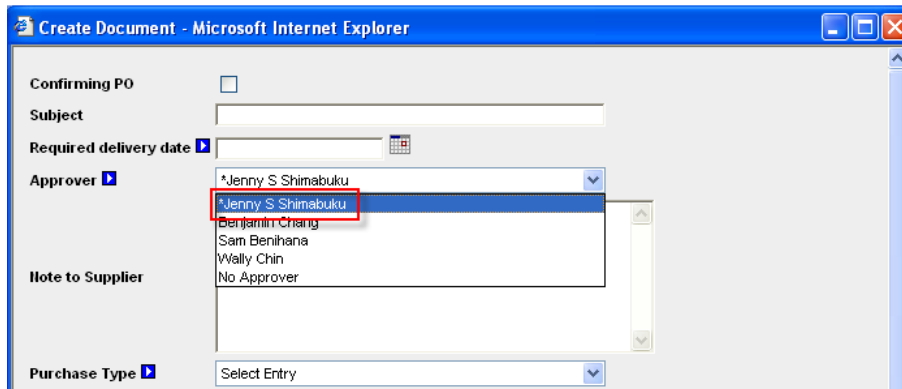 Create Document - Microsoft Internet Explorer
Confirming PO
Subject
Required delivery date
Approver
*Jenny S Shimabuku
*Jenny S Shimabuku
Benjamin Chang
Sam Benihana
Wally Chin
No Approver
Note to Supplier
Purchase Type
Select Entry